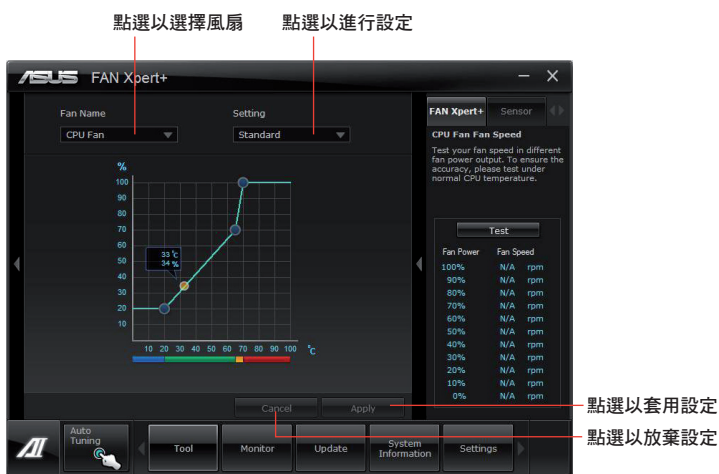 點選以選擇風扇
點選以進行設定
ASUS FAN Xpert+
Fan Name
Setting
CPU Fan
Standard
%
100
90
80
70
60
50
40
30
20
10
33 °C
34 %
10 20 30 40 50 60 70 80 90 100 °C
Cancel
Apply
FAN Xpert+
Sensor
CPU Fan Fan Speed
Test your fan speed in different
fan power output. To ensure the
accuracy, please test under
normal CPU temperature.
Test
Fan Power Fan Speed
100% N/A rpm
90% N/A rpm
80% N/A rpm
70% N/A rpm
60% N/A rpm
50% N/A rpm
40% N/A rpm
30% N/A rpm
20% N/A rpm
10% N/A rpm
0% N/A rpm
點選以套用設定
點選以放棄設定
Auto
Tuning
Tool
Monitor
Update
System
Information
Settings